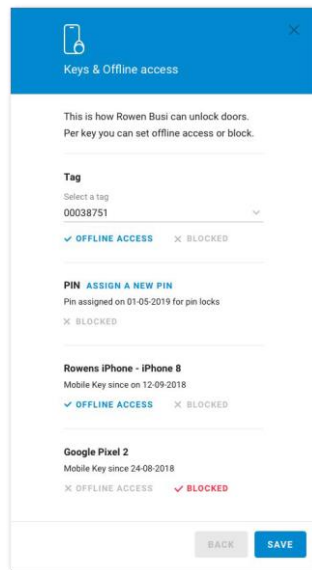 Keys & Offline access
This is how Rowen Busi can unlock doors.
Per key you can set offline access or block.
Tag
Select a tag
00038751
OFFLINE ACCESS BLOCKED
PIN ASSIGN A NEW PIN
Pin assigned on 01-05-2019 for pin locks
BLOCKED
Rowens iPhone - iPhone 8
Mobile Key since on 12-09-2018
OFFLINE ACCESS BLOCKED
Google Pixel 2
Mobile Key since 24-08-2018
OFFLINE ACCESS BLOCKED
BACK SAVE